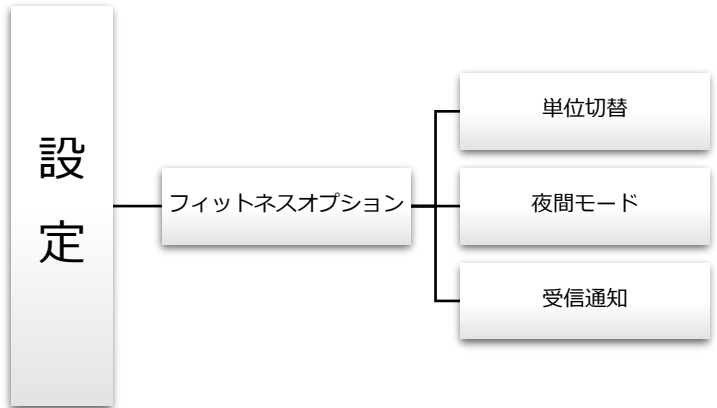 設
定
フィットネスオプション
単位切替
夜間モード
受信通知